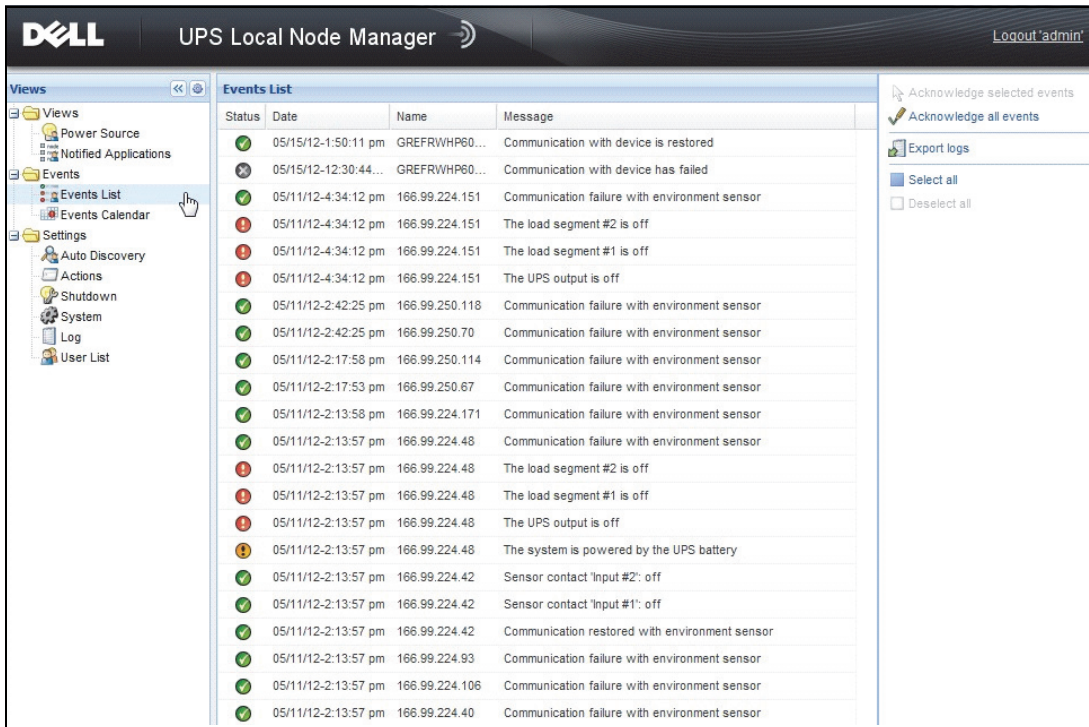 DELL
UPS Local Node Manager
Logout 'admin'
Views
Views
Power Source
Notified Applications
Events
Events List
Events Calendar
Settings
Auto Discovery
Actions
Shutdown
System
Log
User List
Events List
Status Date Name Message
05/15/12-1:50:11 pm GREFRWHP60... Communication with device is restored
05/15/12-12:30:44... GREFRWHP60... Communication with device has failed
05/11/12-4:34:12 pm 166.99.224.151 Communication failure with environment sensor
05/11/12-4:34:12 pm 166.99.224.151 The load segment #2 is off
05/11/12-4:34:12 pm 166.99.224.151 The load segment #1 is off
05/11/12-4:34:12 pm 166.99.224.151 The UPS output is off
05/11/12-2:42:25 pm 166.99.250.118 Communication failure with environment sensor
05/11/12-2:42:25 pm 166.99.250.70 Communication failure with environment sensor
05/11/12-2:17:58 pm 166.99.250.114 Communication failure with environment sensor
05/11/12-2:17:53 pm 166.99.250.67 Communication failure with environment sensor
05/11/12-2:13:58 pm 166.99.224.171 Communication failure with environment sensor
05/11/12-2:13:57 pm 166.99.224.48 Communication failure with environment sensor
05/11/12-2:13:57 pm 166.99.224.48 The load segment #2 is off
05/11/12-2:13:57 pm 166.99.224.48 The load segment #1 is off
05/11/12-2:13:57 pm 166.99.224.48 The UPS output is off
05/11/12-2:13:57 pm 166.99.224.48 The system is powered by the UPS battery
05/11/12-2:13:57 pm 166.99.224.42 Sensor contact 'Input #2': off
05/11/12-2:13:57 pm 166.99.224.42 Sensor contact 'Input #1': off
05/11/12-2:13:57 pm 166.99.224.42 Communication restored with environment sensor
05/11/12-2:13:57 pm 166.99.224.93 Communication failure with environment sensor
05/11/12-2:13:57 pm 166.99.224.106 Communication failure with environment sensor
05/11/12-2:13:57 pm 166.99.224.40 Communication failure with environment sensor
Acknowledge selected events
Acknowledge all events
Export logs
Select all
Deselect all